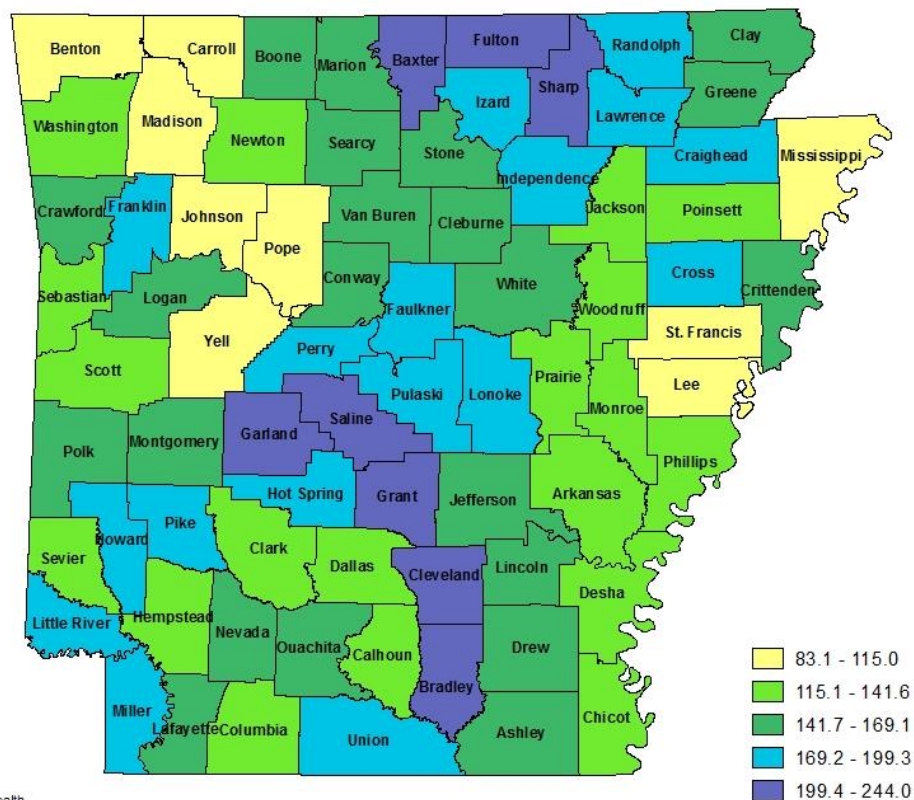 Benton
Carroll
Boone
Marion
Baxter
Fulton
Sharp
Randolph
Clay
Washington
Madison
Newton
Searcy
Stone
Izard
Lawrence
Greene
Crawford
Franklin
Johnson
Pope
Van Buren
Cleburne
Independence
Jackson
Craighead
Mississippi
Poinsett
Sebastian
Logan
Yell
Conway
Faulkner
White
Woodruff
Cross
Crittenden
St. Francis
Scott
Perry
Pulaski
Lonoke
Prairie
Monroe
Lee
Phillips
Polk
Montgomery
Garland
Saline
Hot Spring
Grant
Jefferson
Arkansas
Sevier
Howard
Pike
Clark
Dallas
Cleveland
Lincoln
Desha
Little River
Hempstead
Nevada
Ouachita
Calhoun
Bradley
Drew
Miller
Lafayette
Columbia
Union
Ashley
Chicot
83.1 - 115.0
115.1 - 141.6
141.7 - 169.1
169.2 - 199.3
199.4 - 244.0